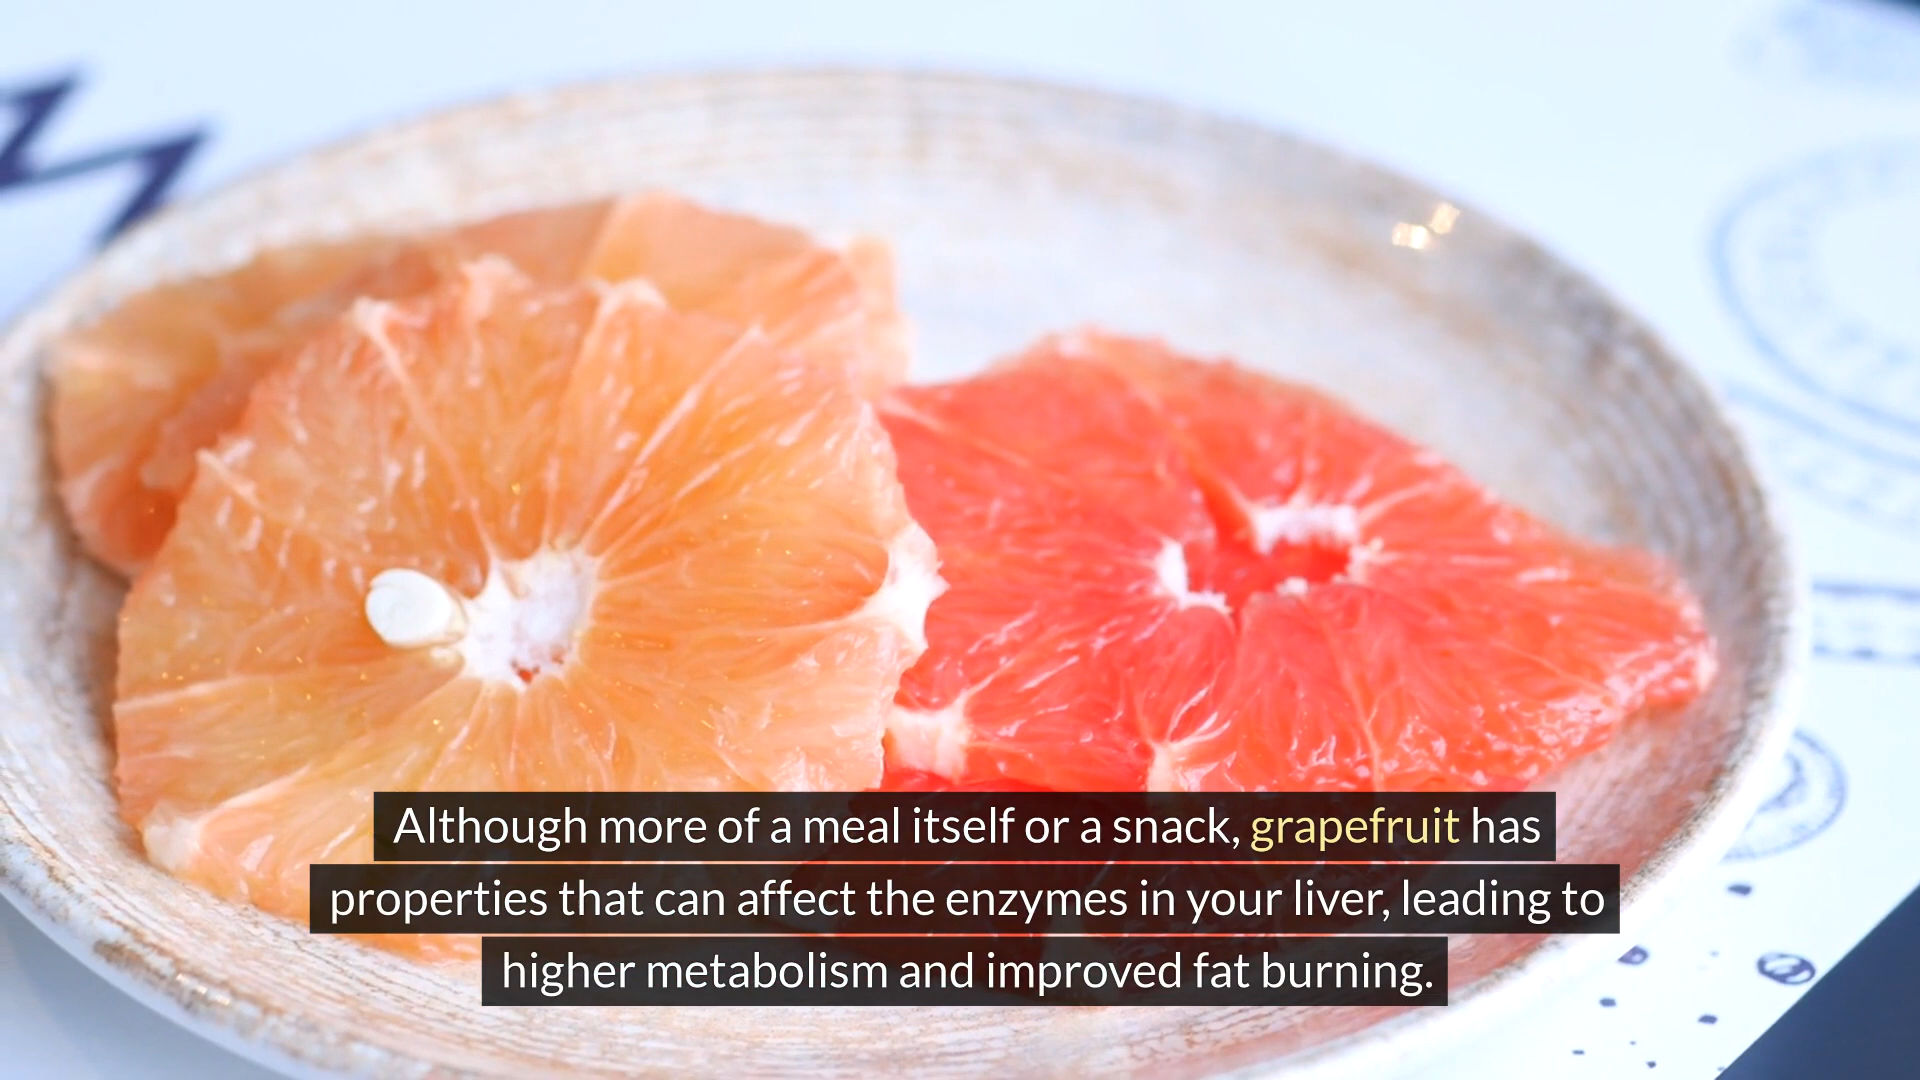 Although more of a meal itself or a snack, grapefruit has
properties that can affect the enzymes in your liver, leading to
higher metabolism and improved fat burning.